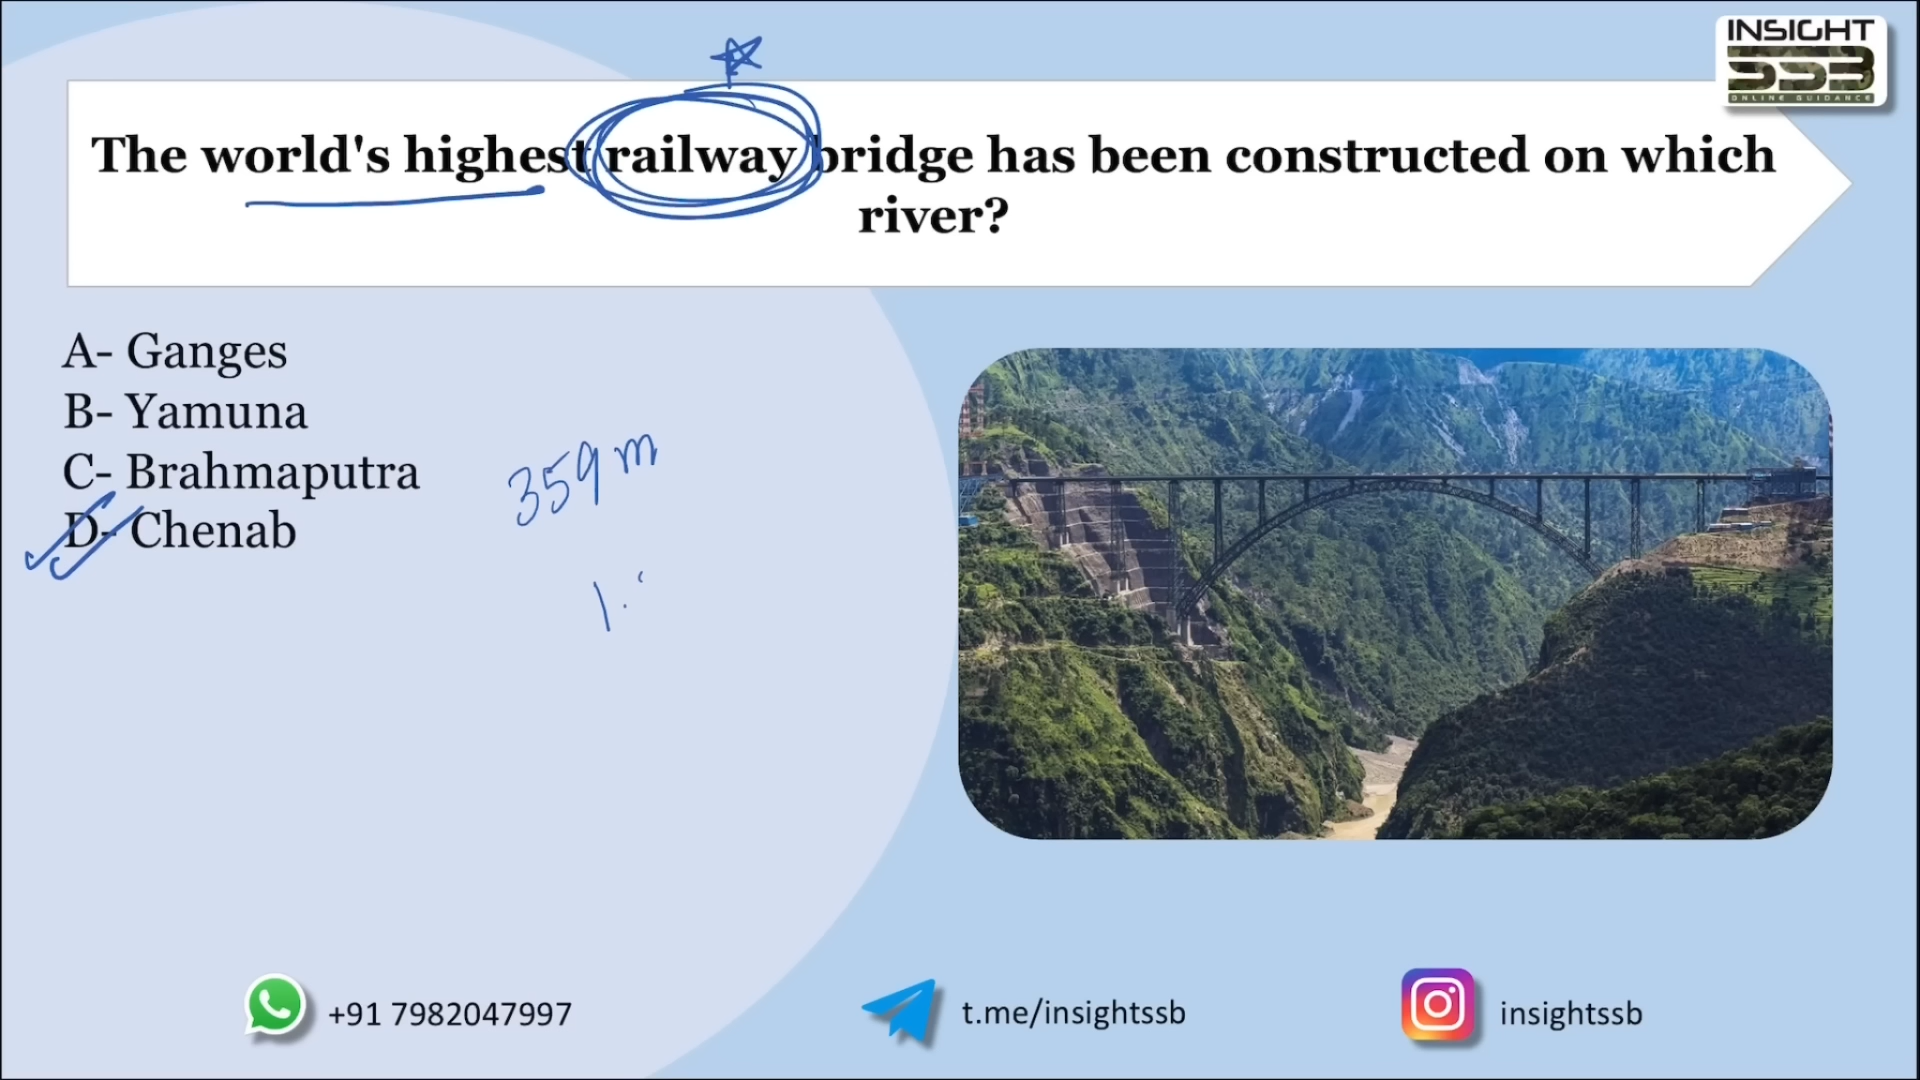 INSIGHT
SSB
ONLINE GUIDANCE
The world's highest railway bridge has been constructed on which
river?
A- Ganges
B- Yamuna
C- Brahmaputra
D- Chenab
359 m
+91 7982047997
t.me/insightssb
insightssb